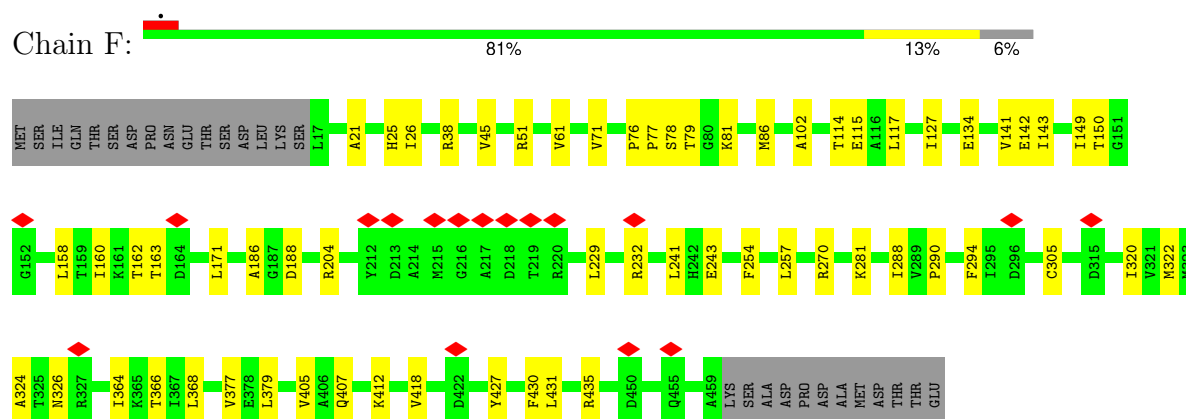 Chain F:
81% 13% 6%
MET SER ILE GLN THR SER ASP PRO ASN GLU THR SER ASP LEU LYS SER L17 A21 H25 I26 R38 V45 R51 V61 V71 P76 P77 S78 T79 G80 K81 M86 A102 T114 E115 A116 L117 I127 E134 V141 E142 I143 I149 T150 G151
G152 L158 T159 I160 K161 T162 T163 D164 L171 A186 G187 D188 R204 Y212 D213 A214 M215 G216 A217 D218 T219 R220 L229 R232 L241 H242 E243 F254 L257 R270 K281 I288 V289 P290 F294 I295 D296 C305 D315 I320 V321 M322
A324 T325 N326 R327 I364 K365 T366 I367 L368 V377 E378 L379 V405 A406 Q407 K412 V418 D422 Y427 F430 L431 R435 D450 Q455 A459 LYS SER ALA ASP PRO ASP ASP ALA MET ASP THR THR GLU